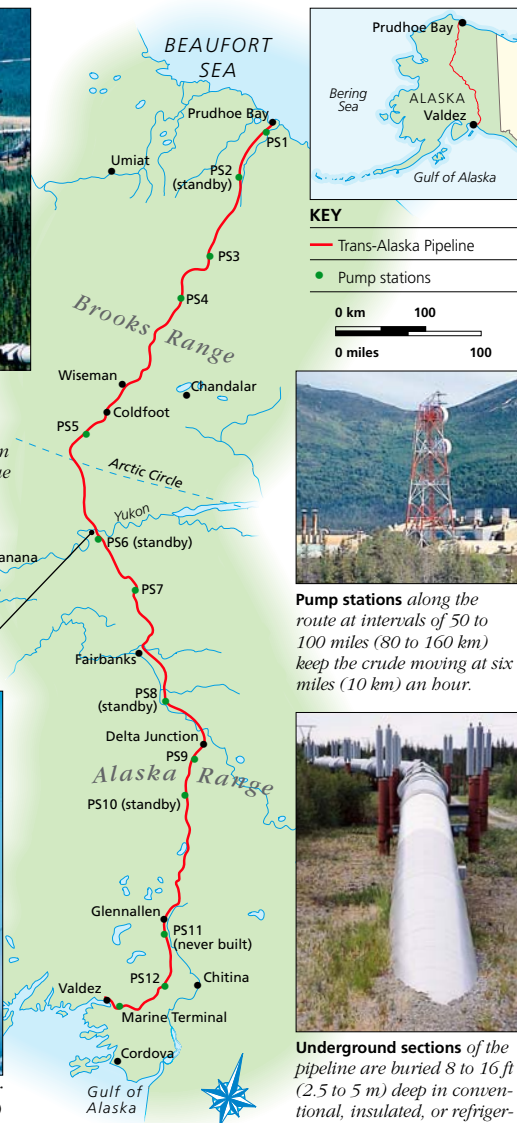 BEAUFORT
SEA
Prudhoe Bay
PS1
Umiat
PS2
(standby)
PS3
PS4
Brooks Range
Wiseman
Chandalar
Coldfoot
PS5
Arctic Circle
Yukon
PS6 (standby)
anana
PS7
Fairbanks
PS8
(standby)
Delta Junction
PS9
Alaska Range
PS10 (standby)
Glennallen
PS11
(never built)
PS12
Chitina
Valdez
Marine Terminal
Cordova
Gulf of
Alaska
Prudhoe Bay
Bering
Sea
ALASKA
Valdez
Gulf of Alaska
KEY
Trans-Alaska Pipeline
Pump stations
0 km 100
0 miles 100
Pump stations along the
route at intervals of 50 to
100 miles (80 to 160 km)
keep the crude moving at six
miles (10 km) an hour.
Underground sections of the
pipeline are buried 8 to 16 ft
(2.5 to 5 m) deep in conven-
tional, insulated, or refriger-